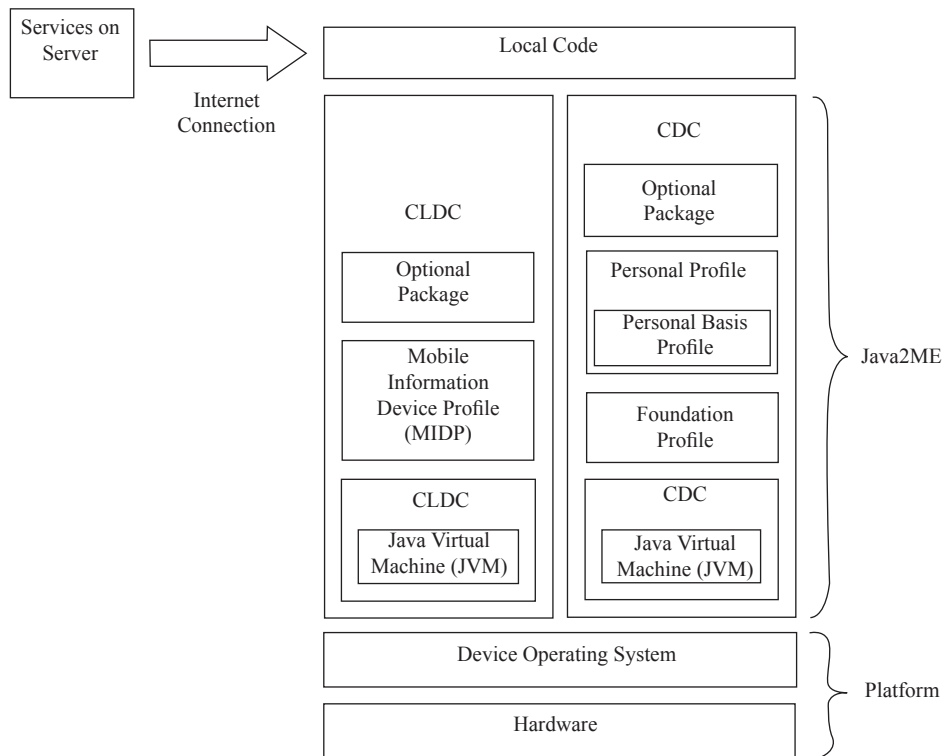 Services on
Server
Internet
Connection
Local Code
CLDC
Optional
Package
Mobile
Information
Device Profile
(MIDP)
CLDC
Java Virtual
Machine (JVM)
CDC
Optional
Package
Personal Profile
Personal Basis
Profile
Foundation
Profile
CDC
Java Virtual
Machine (JVM)
Java2ME
Device Operating System
Hardware
Platform